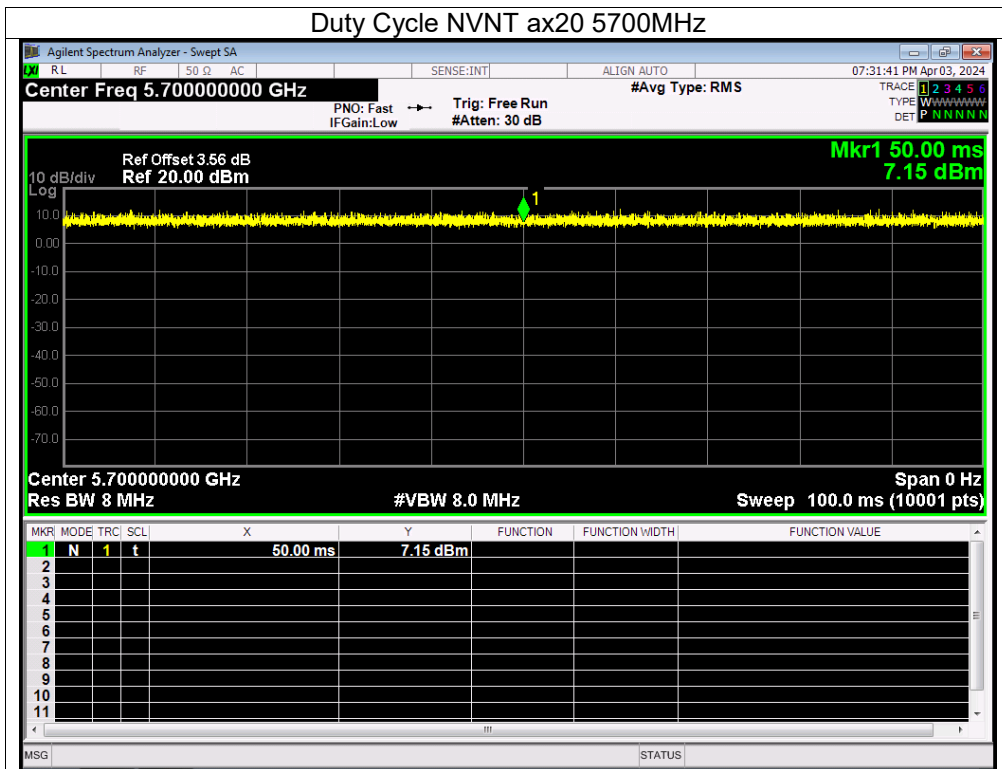 Duty Cycle NVNT ax20 5700MHz
Agilent Spectrum Analyzer - Swept SA
LXI RL RF 50 Ω AC SENSE:INT ALIGN AUTO 07:31:41 PM Apr 03, 2024
Center Freq 5.700000000 GHz #Avg Type: RMS TRACE 1 2 3 4 5 6
PNO: Fast Trig: Free Run TYPE WWWWWWW
IFGain:Low #Atten: 30 dB DET P N N N N N
Mkr1 50.00 ms
Ref Offset 3.56 dB
10 dB/div Ref 20.00 dBm 7.15 dBm
Log
1
10.0
0.00
-10.0
-20.0
-30.0
-40.0
-50.0
-60.0
-70.0
Center 5.700000000 GHz Span 0 Hz
Res BW 8 MHz #VBW 8.0 MHz Sweep 100.0 ms (10001 pts)
MKR MODE TRC SCL X Y FUNCTION FUNCTION WIDTH FUNCTION VALUE
1 N 1 t 50.00 ms 7.15 dBm
2
3
4
5
6
7
8
9
10
11
MSG STATUS